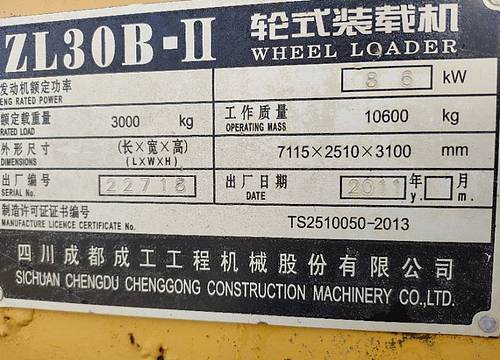 ZL30B-II 轮式装载机
WHEEL LOADER
发动机额定功率 86 kW
ENG RATED POWER
额定载重量 3000 kg 工作质量 10600 kg
RATED LOAD OPERATING MASS
外形尺寸 (长×宽×高) 7115×2510×3100 mm
DIMENSIONS (L×W×H)
出厂编号 22718 出厂日期 2011年 月
SERIAL No. y. m.
制造许可证证书编号 TS2510050-2013
MANUFACTURE LICENCE CERTIFICATE No.
四川成都成工工程机械股份有限公司
SICHUAN CHENGDU CHENGGONG CONSTRUCTION MACHINERY CO.,LTD.